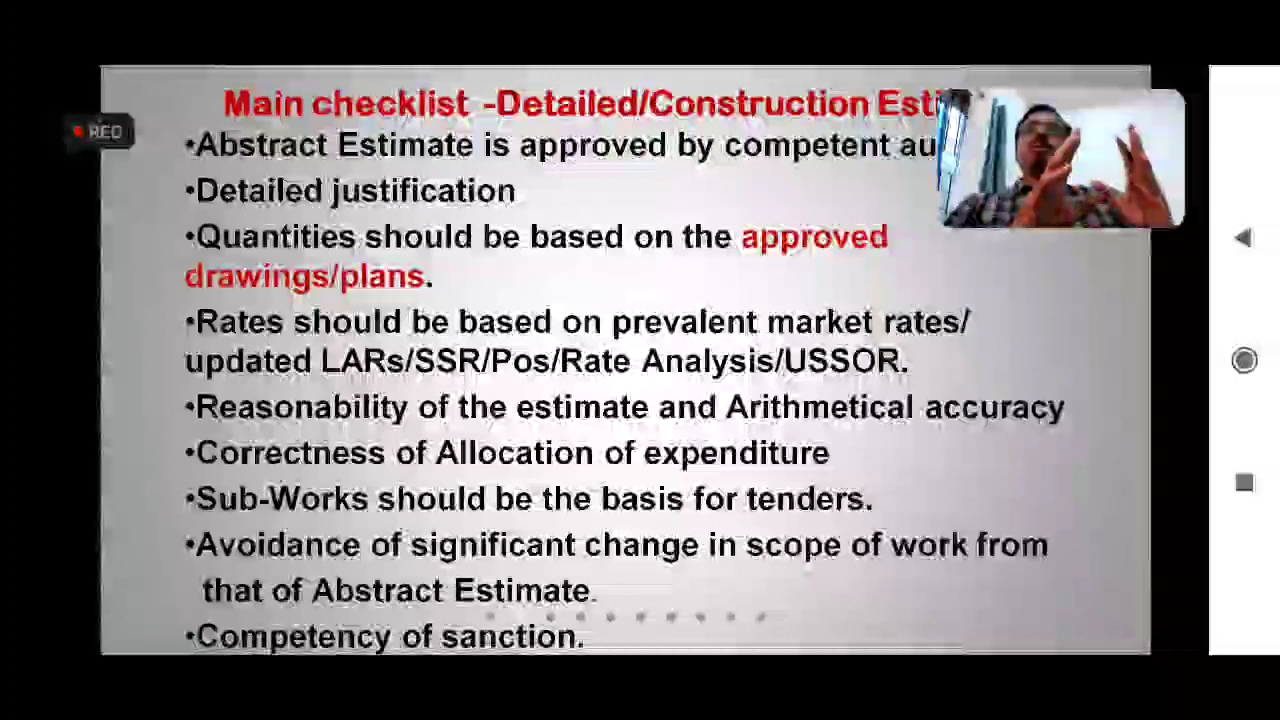 Main checklist -Detailed/Construction Esti
•Abstract Estimate is approved by competent au
REC
•Detailed justification
•Quantities should be based on the approved
drawings/plans.
•Rates should be based on prevalent market rates/
updated LARs/SSR/Pos/Rate Analysis/USSOR.
•Reasonability of the estimate and Arithmetical accuracy
•Correctness of Allocation of expenditure
•Sub-Works should be the basis for tenders.
•Avoidance of significant change in scope of work from
that of Abstract Estimate.
•Competency of sanction.